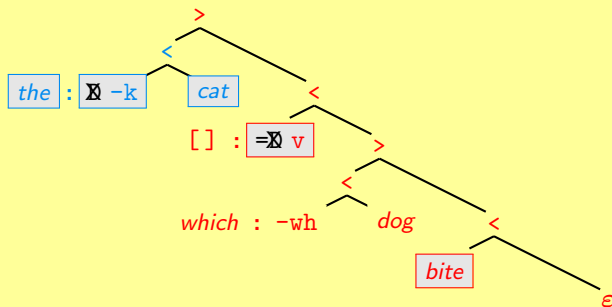 >
<
the : D -k cat <
[] : =D v >
<
which : -wh dog <
bite
ε